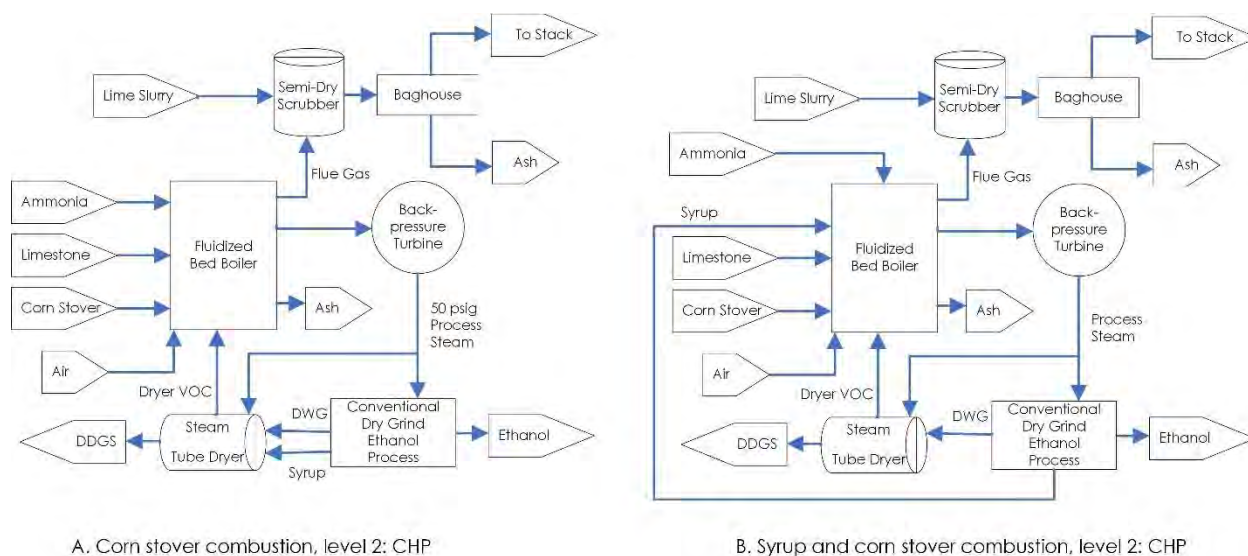 To Stack
Lime Slurry
Semi-Dry
Scrubber
Baghouse
Ash
Flue Gas
Ammonia
Limestone
Corn Stover
Air
Fluidized
Bed Boiler
Back-
pressure
Turbine
Ash
50 psig
Process
Steam
Dryer VOC
DDGS
Steam
Tube Dryer
DWG
Syrup
Conventional
Dry Grind
Ethanol
Process
Ethanol
A. Corn stover combustion, level 2: CHP
To Stack
Lime Slurry
Semi-Dry
Scrubber
Baghouse
Ash
Flue Gas
Ammonia
Syrup
Limestone
Corn Stover
Air
Fluidized
Bed Boiler
Back-
pressure
Turbine
Ash
Process
Steam
Dryer VOC
DDGS
Steam
Tube Dryer
DWG
Conventional
Dry Grind
Ethanol
Process
Ethanol
B. Syrup and corn stover combustion, level 2: CHP